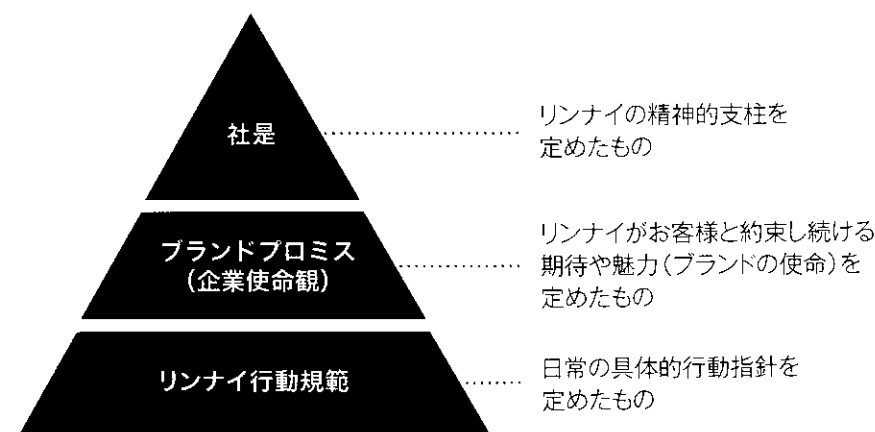 社是
リンナイの精神的支柱を
定めたもの
ブランドプロミス
(企業使命観)
リンナイがお客様と約束し続ける
期待や魅力(ブランドの使命)を
定めたもの
リンナイ行動規範
日常の具体的行動指針を
定めたもの